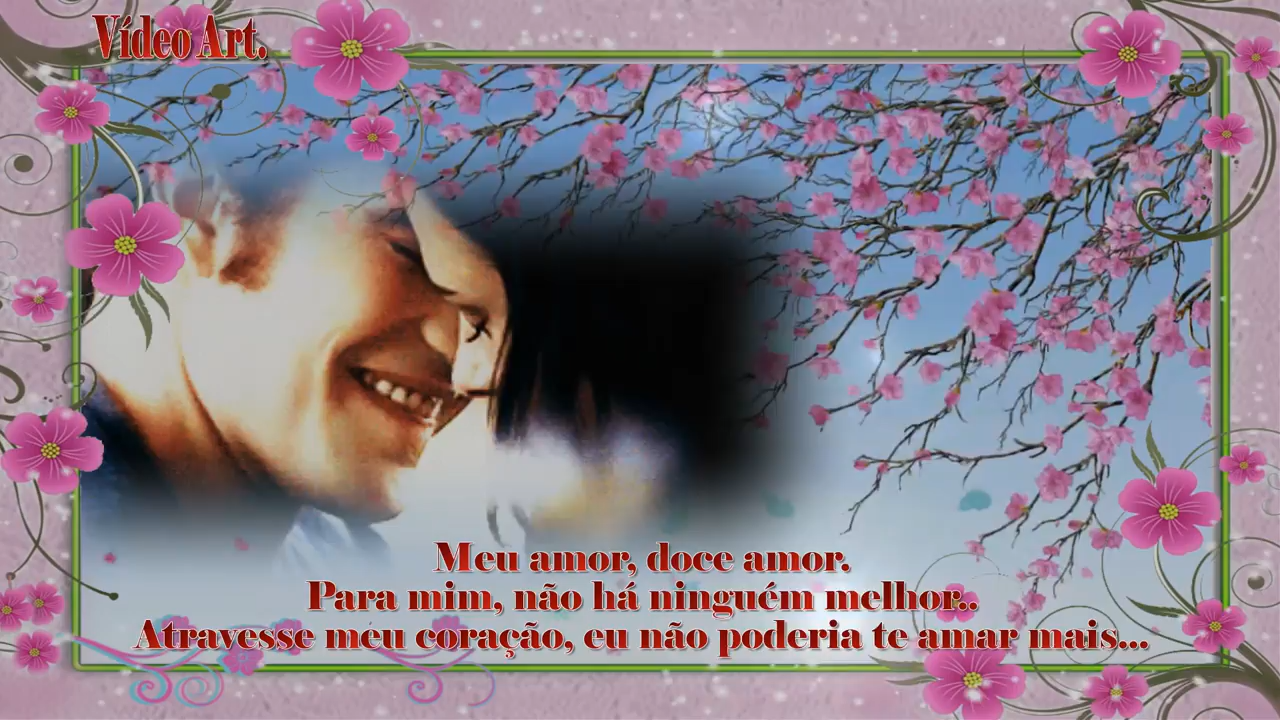 Vídeo Art.
Meu amor, doce amor.
Para mim, não há ninguém melhor..
Atravesse meu coração, eu não poderia te amar mais...